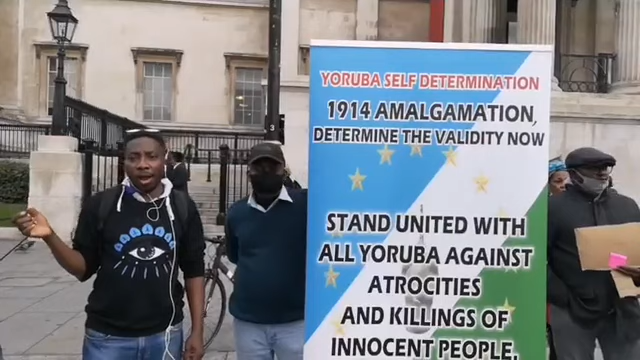 YORUBA SELF DETERMINATION
1914 AMALGAMATION,
DETERMINE THE VALIDITY NOW
STAND UNITED WITH
ALL YORUBA AGAINST
ATROCITIES
AND KILLINGS OF
INNOCENT PEOPLE.